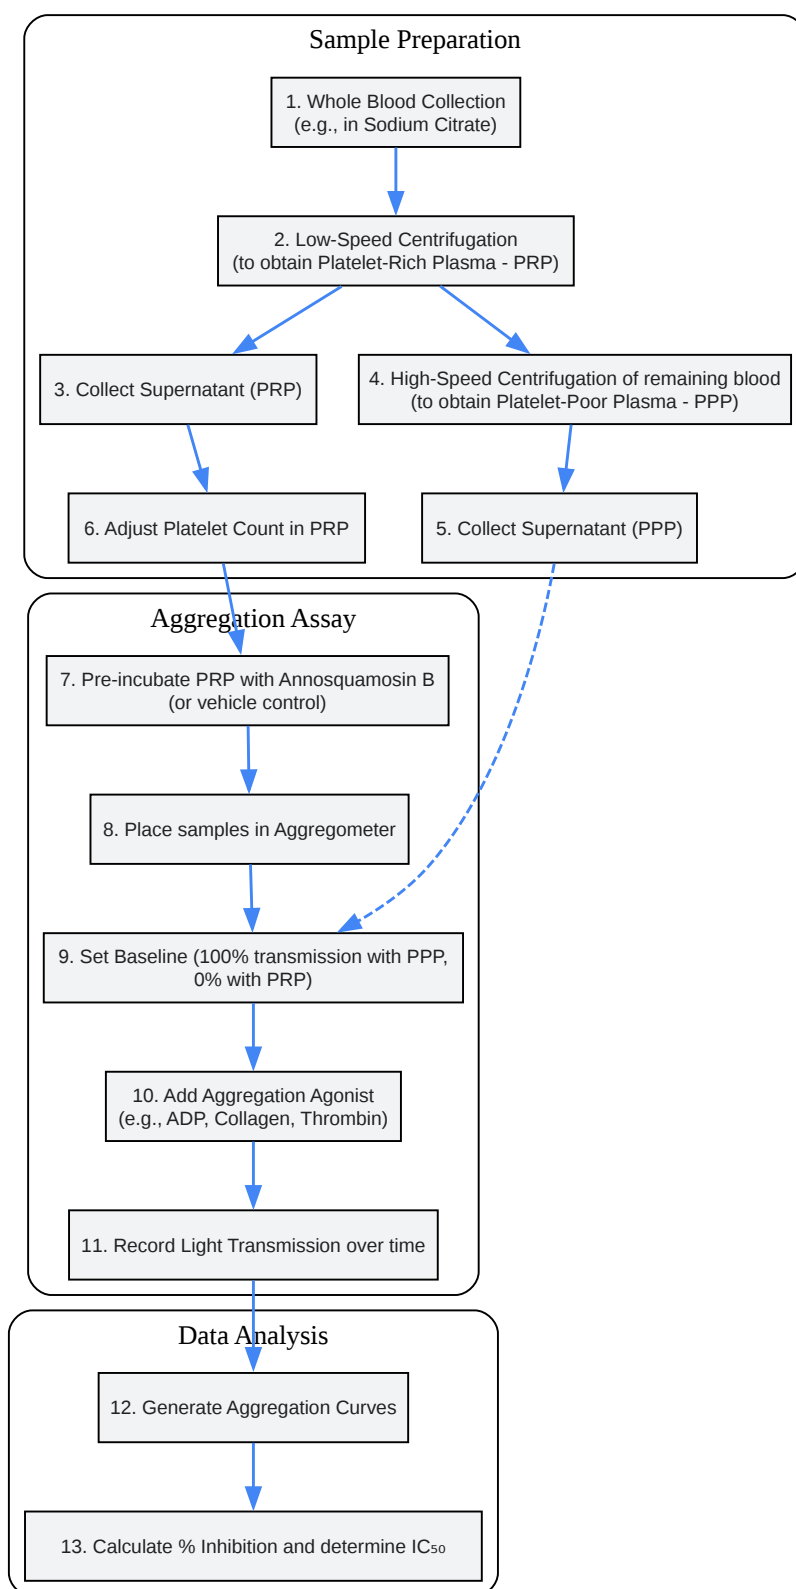 Sample Preparation
1. Whole Blood Collection
(e.g., in Sodium Citrate)
2. Low-Speed Centrifugation
(to obtain Platelet-Rich Plasma - PRP)
3. Collect Supernatant (PRP)
4. High-Speed Centrifugation of remaining blood
(to obtain Platelet-Poor Plasma - PPP)
6. Adjust Platelet Count in PRP
5. Collect Supernatant (PPP)
Aggregation Assay
7. Pre-incubate PRP with Annosquamosin B
(or vehicle control)
8. Place samples in Aggregometer
9. Set Baseline (100% transmission with PPP,
0% with PRP)
10. Add Aggregation Agonist
(e.g., ADP, Collagen, Thrombin)
11. Record Light Transmission over time
Data Analysis
12. Generate Aggregation Curves
13. Calculate % Inhibition and determine IC₅₀